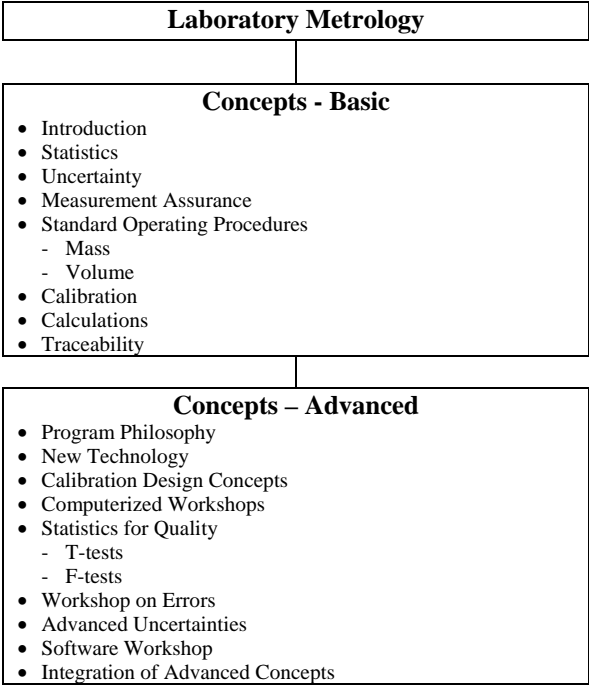 Laboratory Metrology
Concepts - Basic
• Introduction
• Statistics
• Uncertainty
• Measurement Assurance
• Standard Operating Procedures
- Mass
- Volume
• Calibration
• Calculations
• Traceability
Concepts – Advanced
• Program Philosophy
• New Technology
• Calibration Design Concepts
• Computerized Workshops
• Statistics for Quality
- T-tests
- F-tests
• Workshop on Errors
• Advanced Uncertainties
• Software Workshop
• Integration of Advanced Concepts